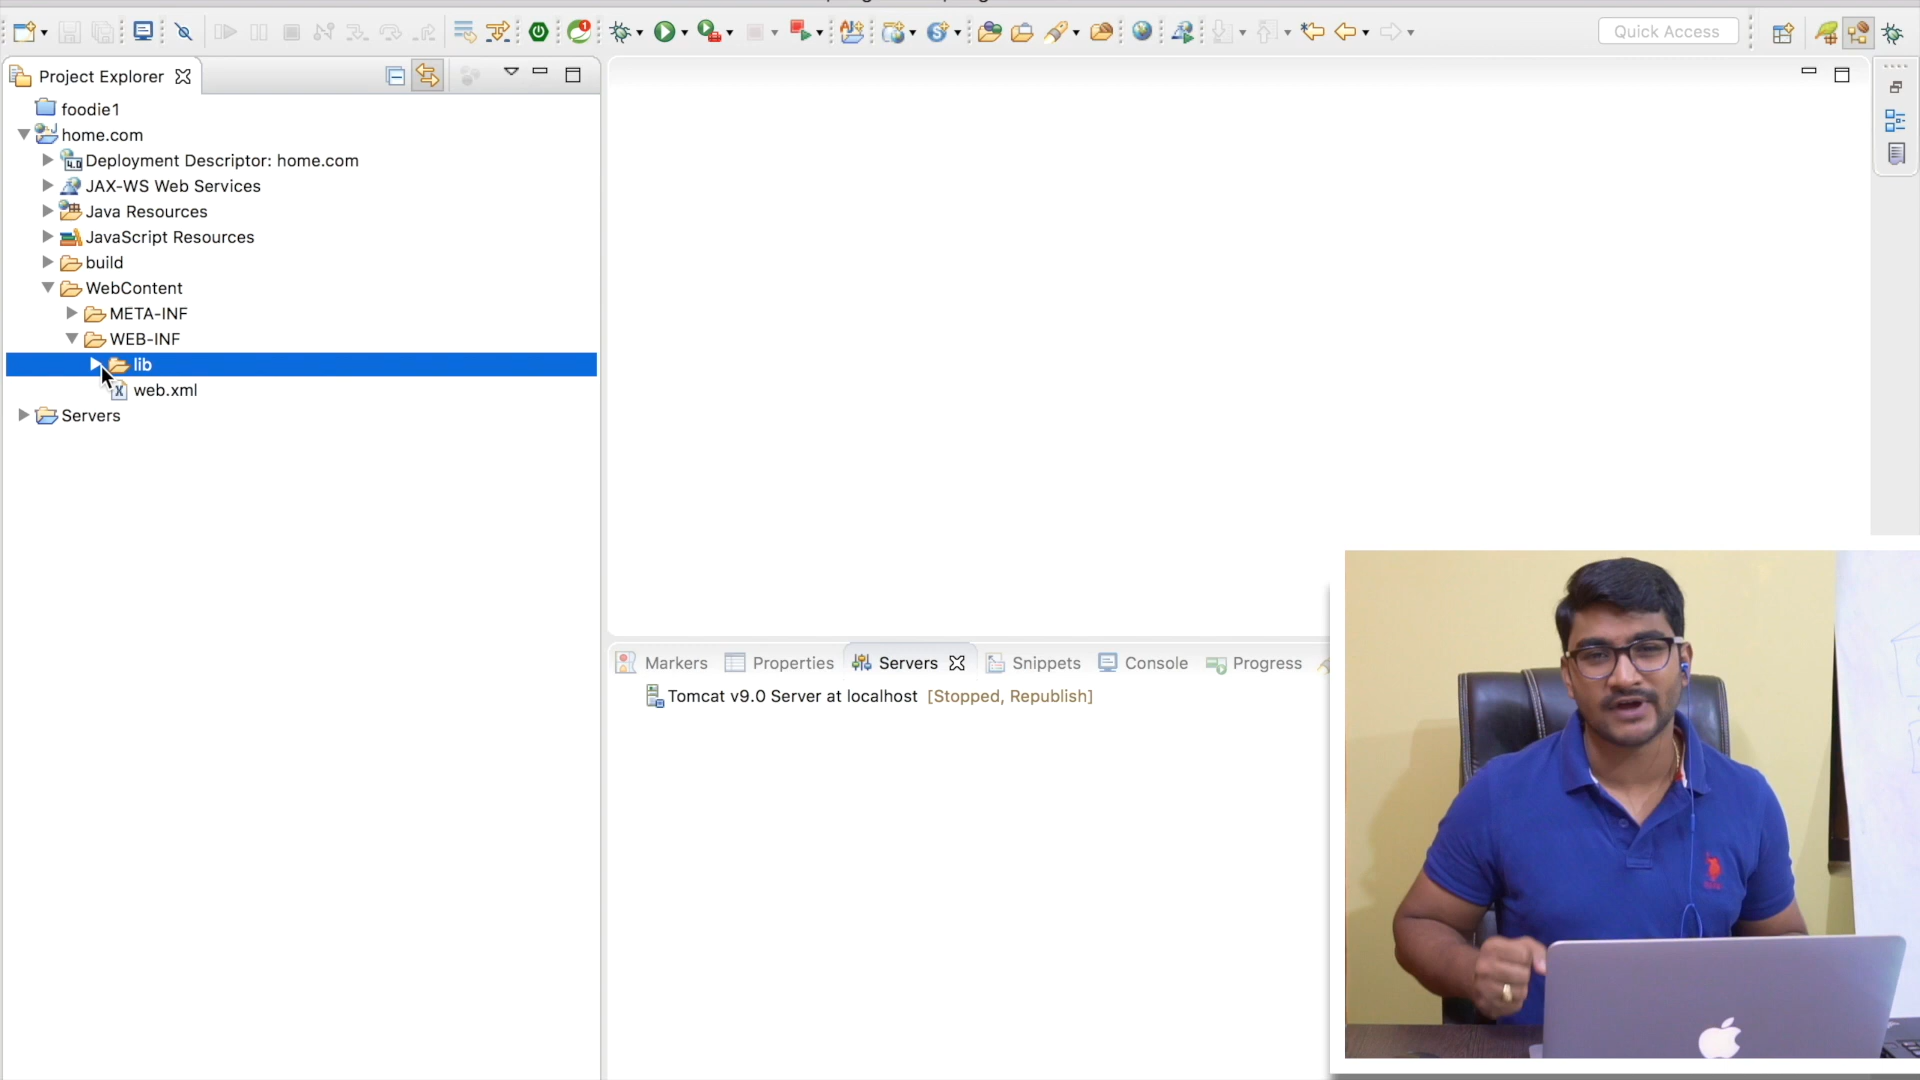 Quick Access
Project Explorer
foodie1
home.com
Deployment Descriptor: home.com
JAX-WS Web Services
Java Resources
JavaScript Resources
build
WebContent
META-INF
WEB-INF
lib
web.xml
Servers
Markers Properties Servers Snippets Console Progress
Tomcat v9.0 Server at localhost [Stopped, Republish]